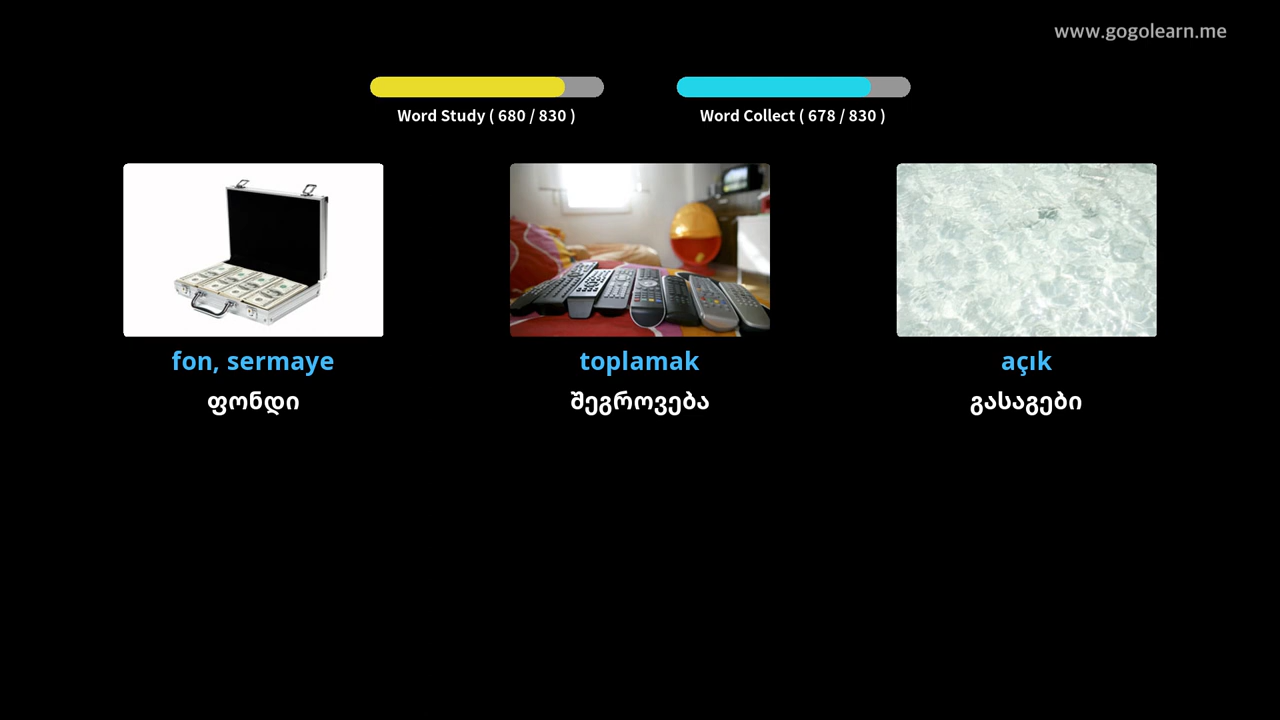 www.gogolearn.me
Word Study ( 680 / 830 )
Word Collect ( 678 / 830 )
fon, sermaye
ფონდი
toplamak
შეგროვება
açık
გასაგები